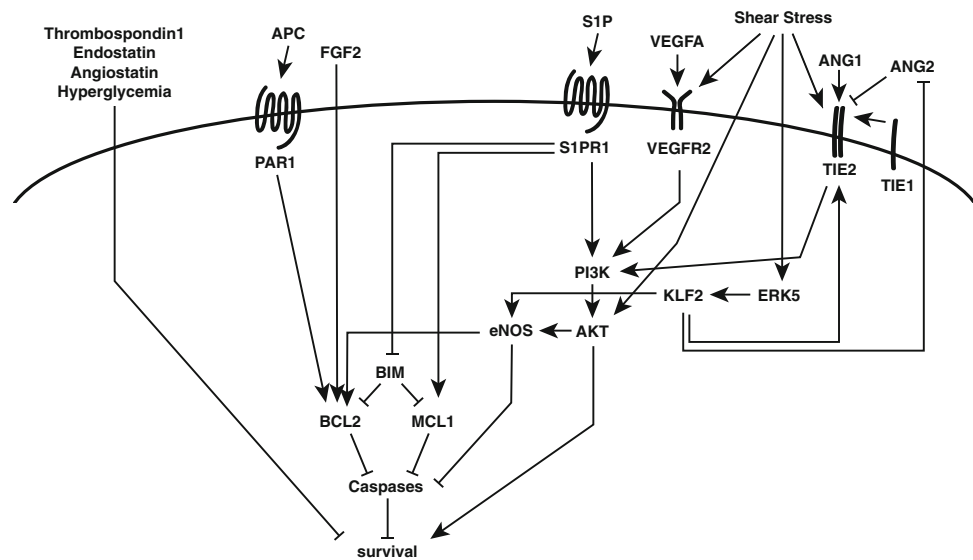 Thrombospondin1
Endostatin
Angiostatin
Hyperglycemia
APC
FGF2
S1P
VEGFA
Shear Stress
ANG1
ANG2
PAR1
S1PR1
VEGFR2
TIE2
TIE1
PI3K
KLF2
ERK5
eNOS
AKT
BIM
BCL2
MCL1
Caspases
survival